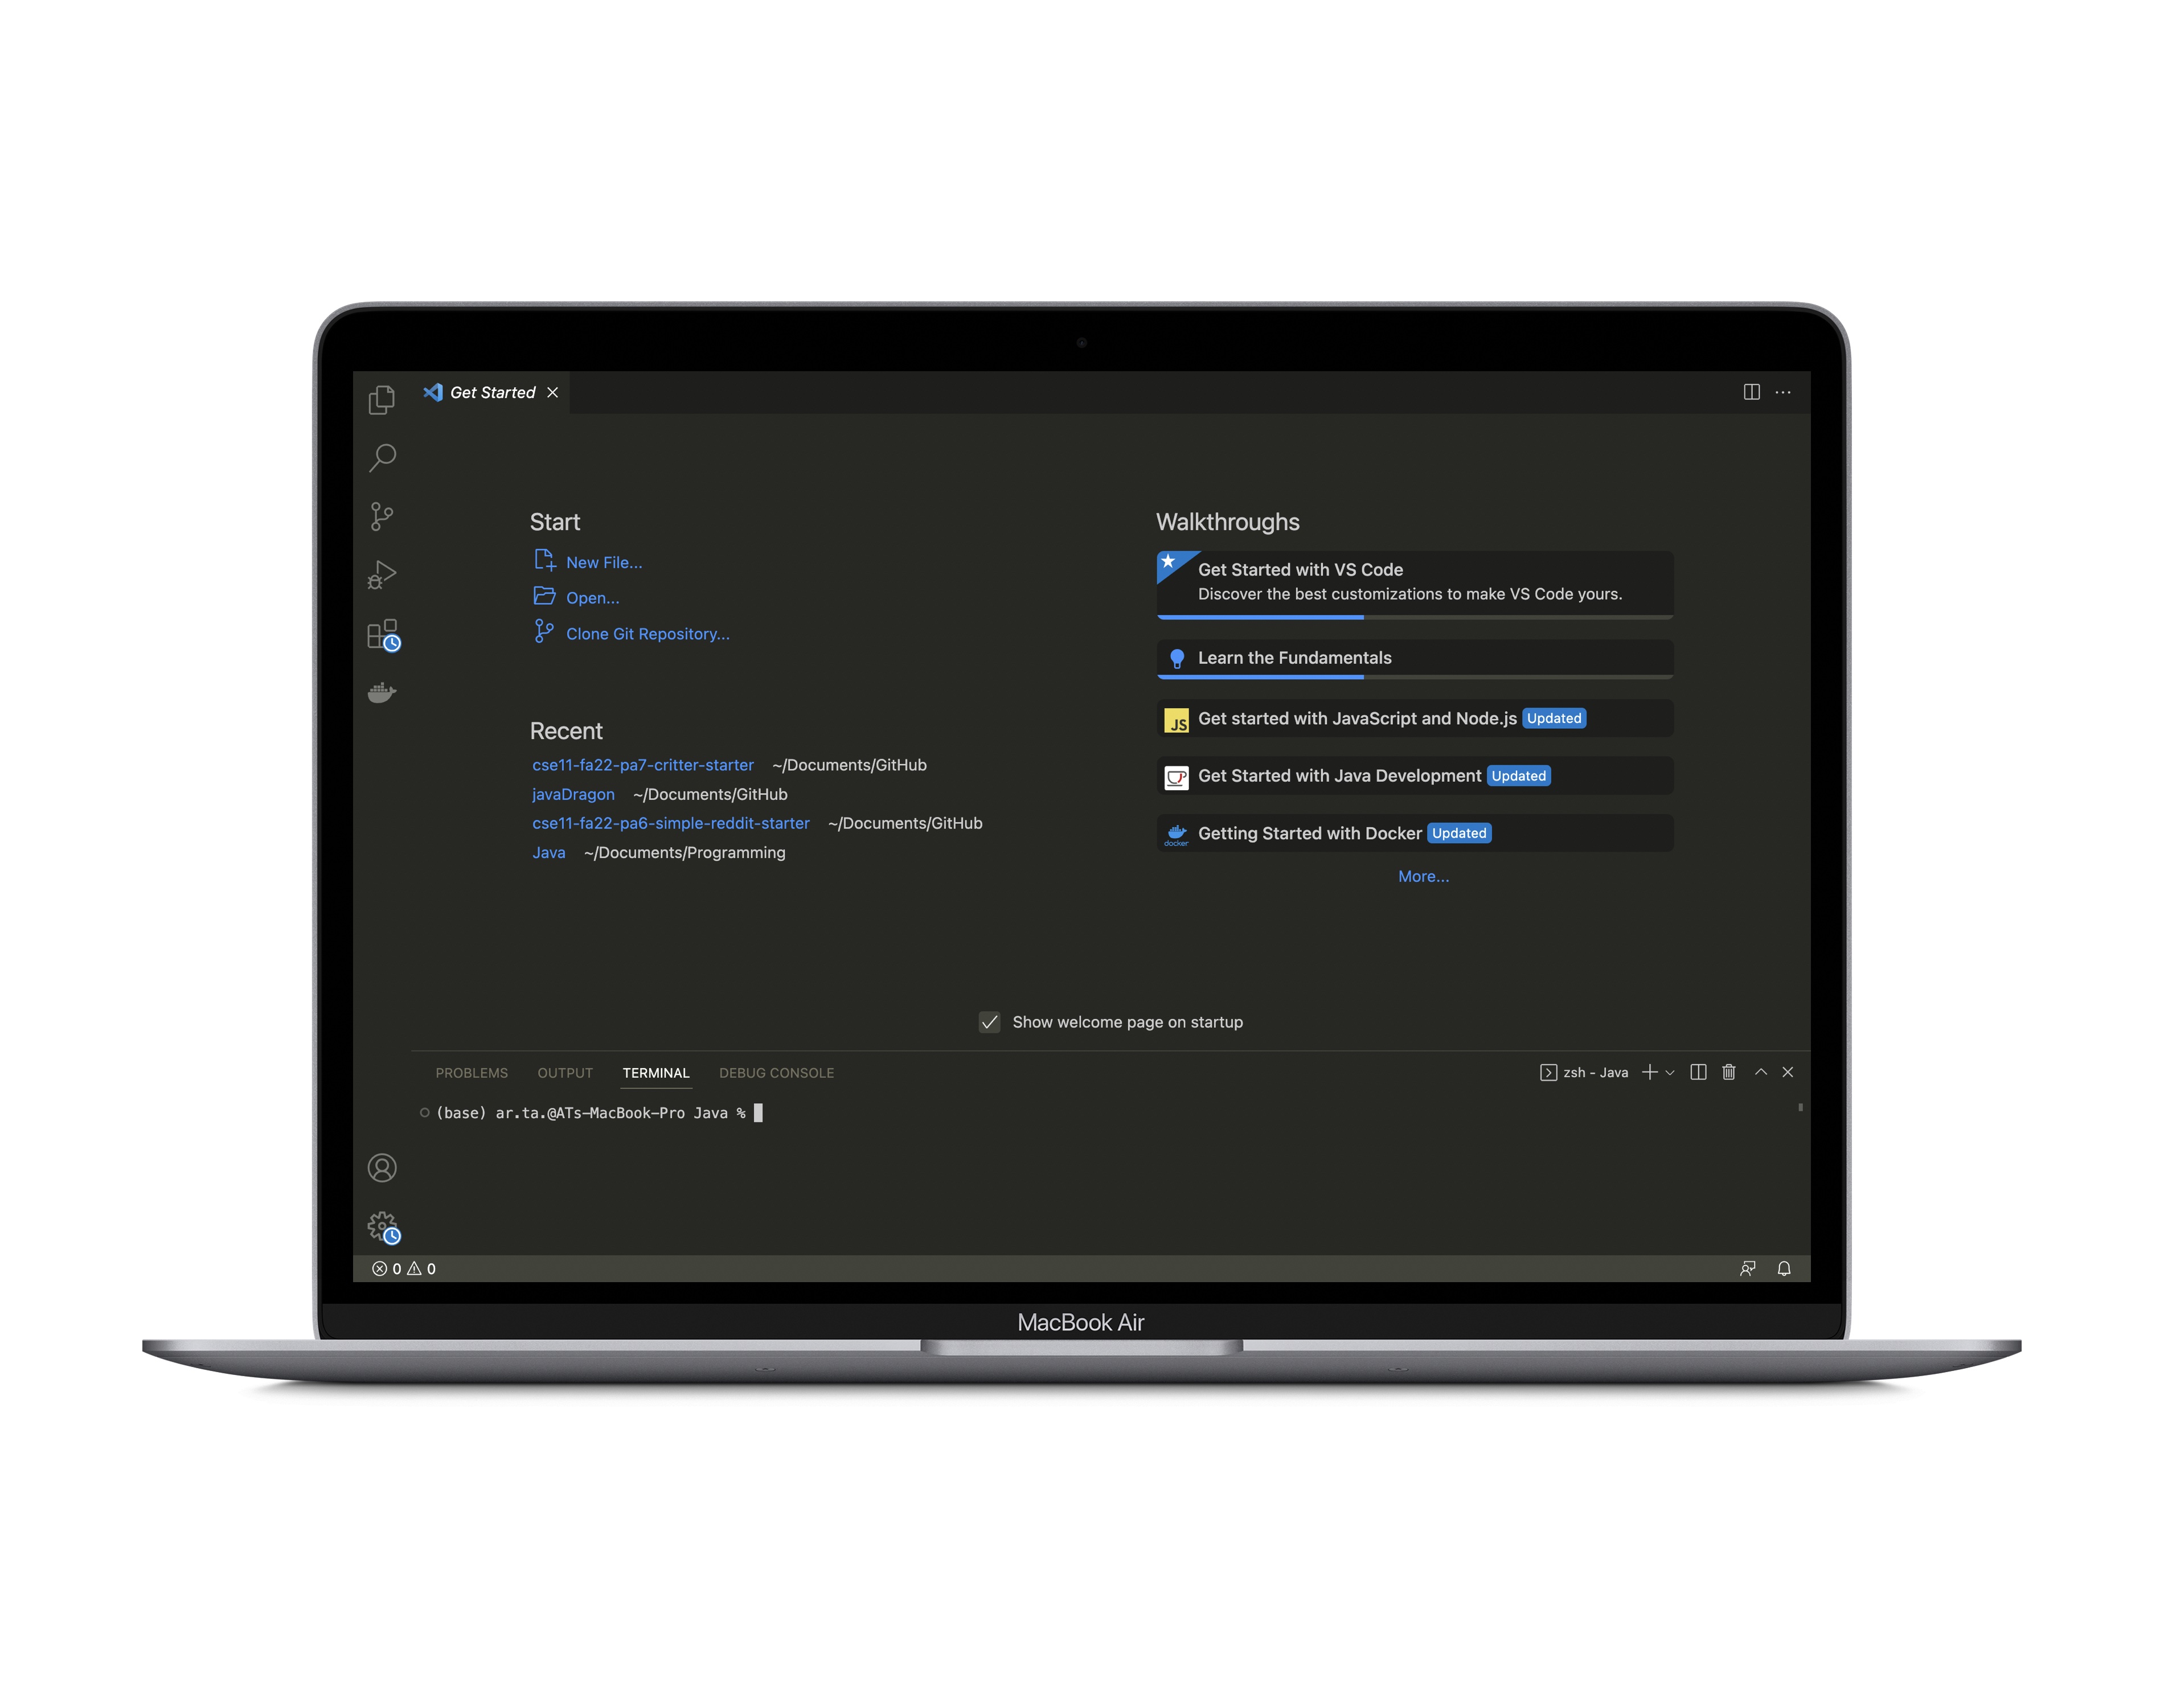 Get Started
Start
New File...
Open...
Clone Git Repository...
Recent
cse11-fa22-pa7-critter-starter ~/Documents/GitHub
javaDragon ~/Documents/GitHub
cse11-fa22-pa6-simple-reddit-starter ~/Documents/GitHub
Java ~/Documents/Programming
Walkthroughs
Get Started with VS Code
Discover the best customizations to make VS Code yours.
Learn the Fundamentals
JS Get started with JavaScript and Node.js Updated
Get Started with Java Development Updated
docker Getting Started with Docker Updated
More...
Show welcome page on startup
PROBLEMS OUTPUT TERMINAL DEBUG CONSOLE zsh - Java
(base) ar.ta.@ATs-MacBook-Pro Java %
0 0
MacBook Air